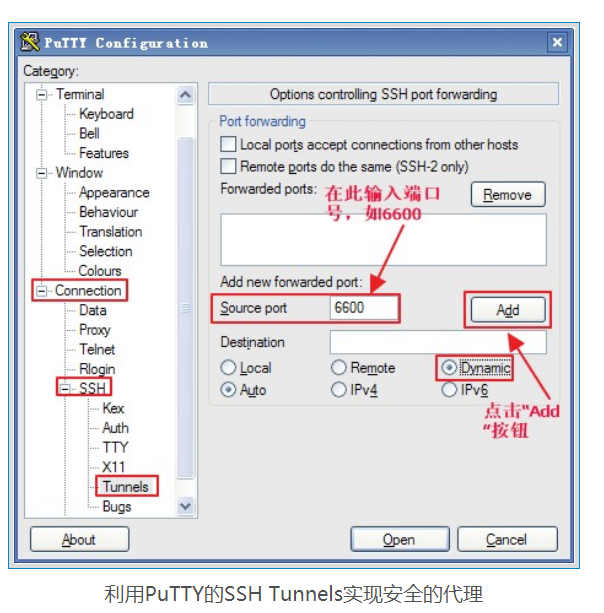 PuTTY Configuration
Category:
Terminal
Keyboard
Bell
Features
Window
Appearance
Behaviour
Translation
Selection
Colours
Connection
Data
Proxy
Telnet
Rlogin
SSH
Kex
Auth
TTY
X11
Tunnels
Bugs
Options controlling SSH port forwarding
Port forwarding
Local ports accept connections from other hosts
Remote ports do the same (SSH-2 only)
Forwarded ports:
在此输入端口
号，如6600
Remove
Add new forwarded port:
Source port
6600
Add
Destination
Local
Remote
Dynamic
Auto
IPv4
IPv6
点击"Add
"按钮
About
Open
Cancel
利用PuTTY的SSH Tunnels实现安全的代理